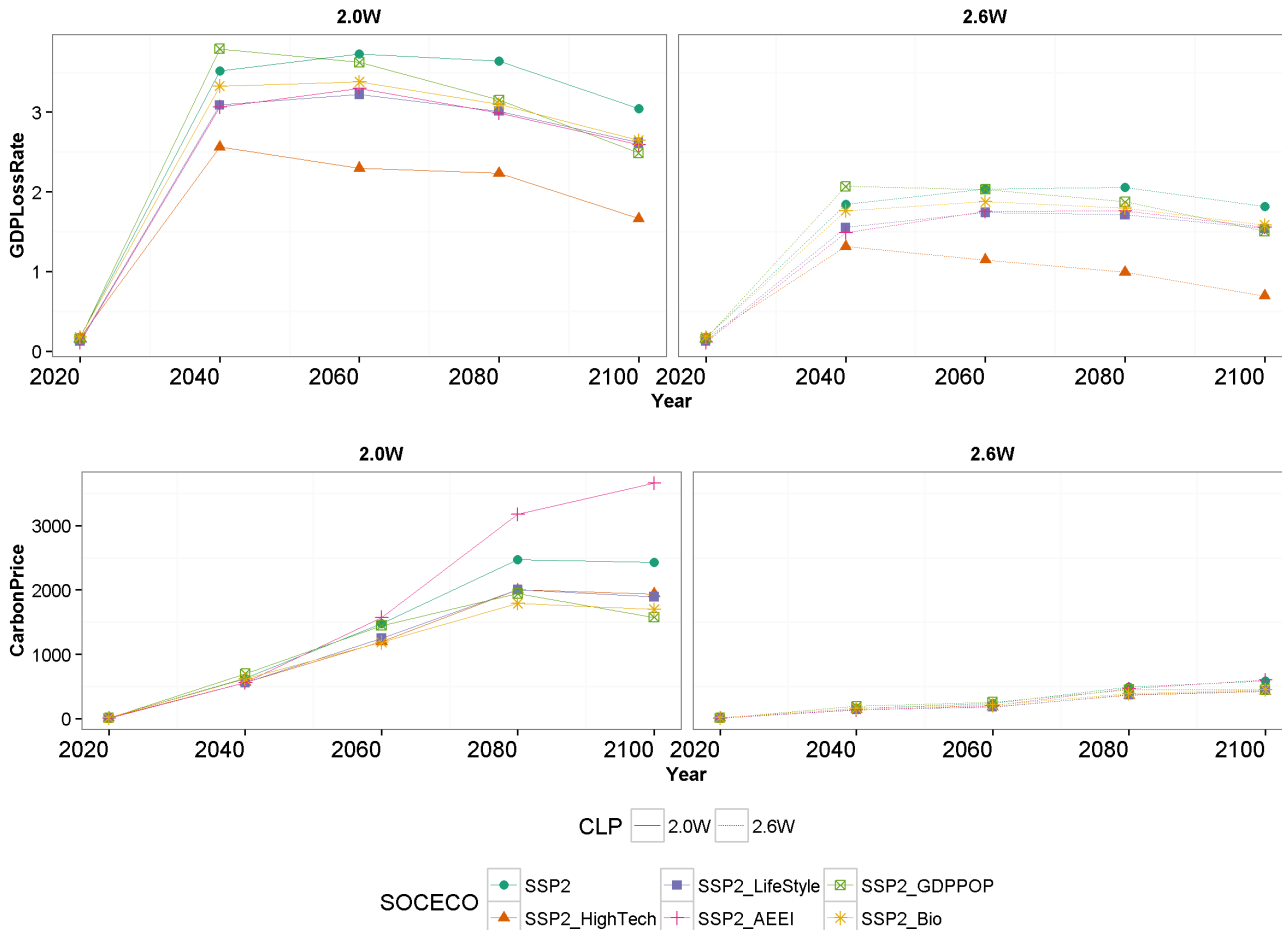 2.0W 2.6W
GDPLossRate
3
2
1
0
2020 2040 2060 2080 2100 2020 2040 2060 2080 2100
Year
2.0W 2.6W
CarbonPrice
3000
2000
1000
0
2020 2040 2060 2080 2100 2020 2040 2060 2080 2100
Year
CLP 2.0W 2.6W
SOCECO
SSP2 SSP2_LifeStyle SSP2_GDPPOP
SSP2_HighTech SSP2_AEEI SSP2_Bio